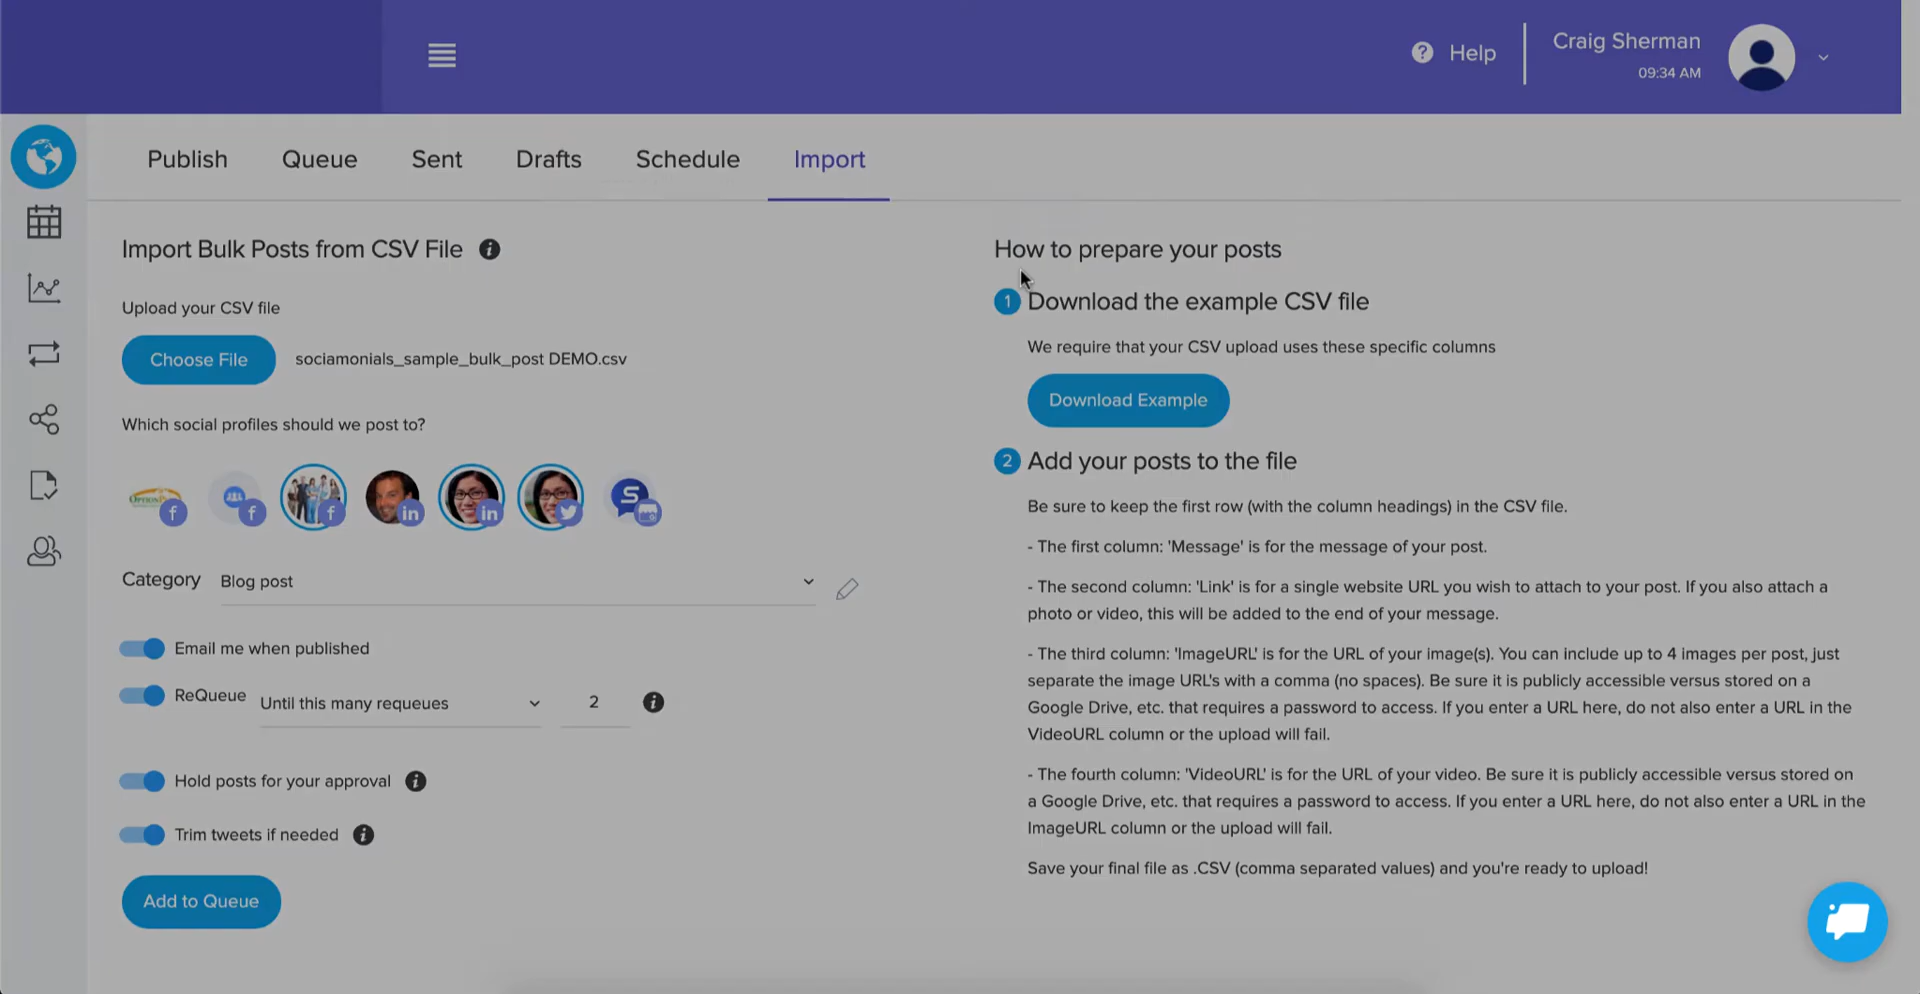 Help
Craig Sherman
09:34 AM
Publish
Queue
Sent
Drafts
Schedule
Import
Import Bulk Posts from CSV File
Upload your CSV file
Choose File
sociamonials_sample_bulk_post DEMO.csv
Which social profiles should we post to?
Category
Blog post
Email me when published
ReQueue
Until this many requeues
2
Hold posts for your approval
Trim tweets if needed
Add to Queue
How to prepare your posts
1 Download the example CSV file
We require that your CSV upload uses these specific columns
Download Example
2 Add your posts to the file
Be sure to keep the first row (with the column headings) in the CSV file.
- The first column: 'Message' is for the message of your post.
- The second column: 'Link' is for a single website URL you wish to attach to your post. If you also attach a
photo or video, this will be added to the end of your message.
- The third column: 'ImageURL' is for the URL of your image(s). You can include up to 4 images per post, just
separate the image URL's with a comma (no spaces). Be sure it is publicly accessible versus stored on a
Google Drive, etc. that requires a password to access. If you enter a URL here, do not also enter a URL in the
VideoURL column or the upload will fail.
- The fourth column: 'VideoURL' is for the URL of your video. Be sure it is publicly accessible versus stored on
a Google Drive, etc. that requires a password to access. If you enter a URL here, do not also enter a URL in the
ImageURL column or the upload will fail.
Save your final file as .CSV (comma separated values) and you're ready to upload!